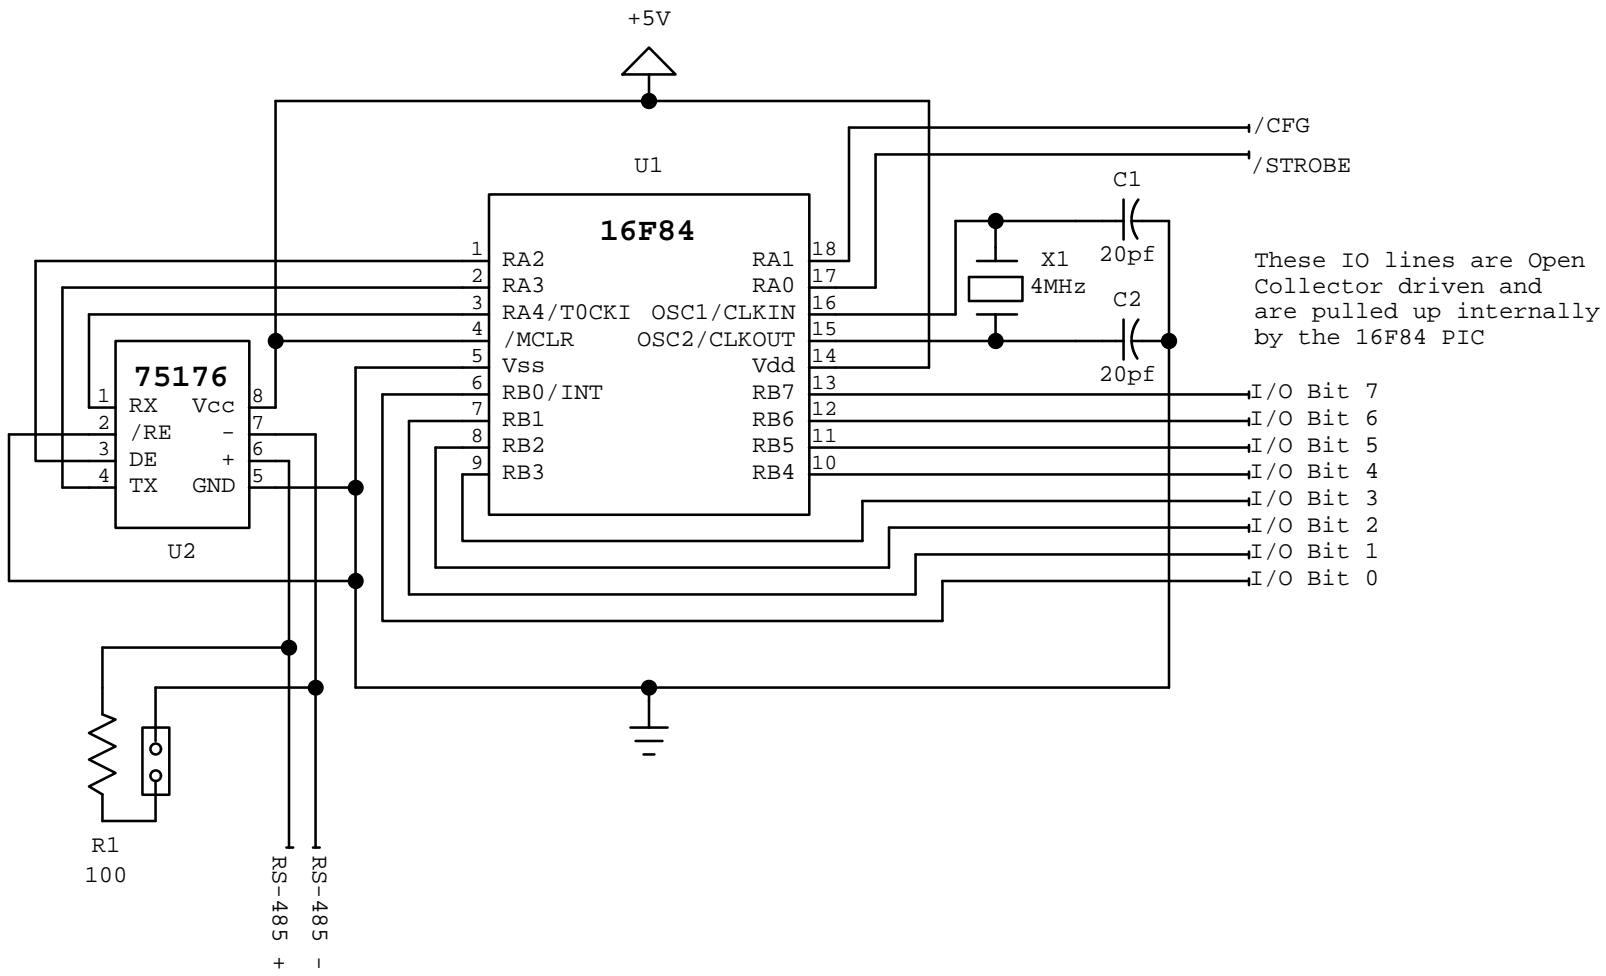 +5V
/CFG
/STROBE
U1
C1
20pf
16F84
1 RA2 RA1 18
2 RA3 RA0 17
3 RA4/T0CKI OSC1/CLKIN 16
4 /MCLR OSC2/CLKOUT 15
5 Vss Vdd 14
6 RB0/INT RB7 13
7 RB1 RB6 12
8 RB2 RB5 11
9 RB3 RB4 10
X1
4MHz
C2
20pf
These IO lines are Open
Collector driven and
are pulled up internally
by the 16F84 PIC
75176
1 RX Vcc 8
2 /RE - 7
3 DE + 6
4 TX GND 5
U2
I/O Bit 7
I/O Bit 6
I/O Bit 5
I/O Bit 4
I/O Bit 3
I/O Bit 2
I/O Bit 1
I/O Bit 0
R1
100
RS-485 +
RS-485 -